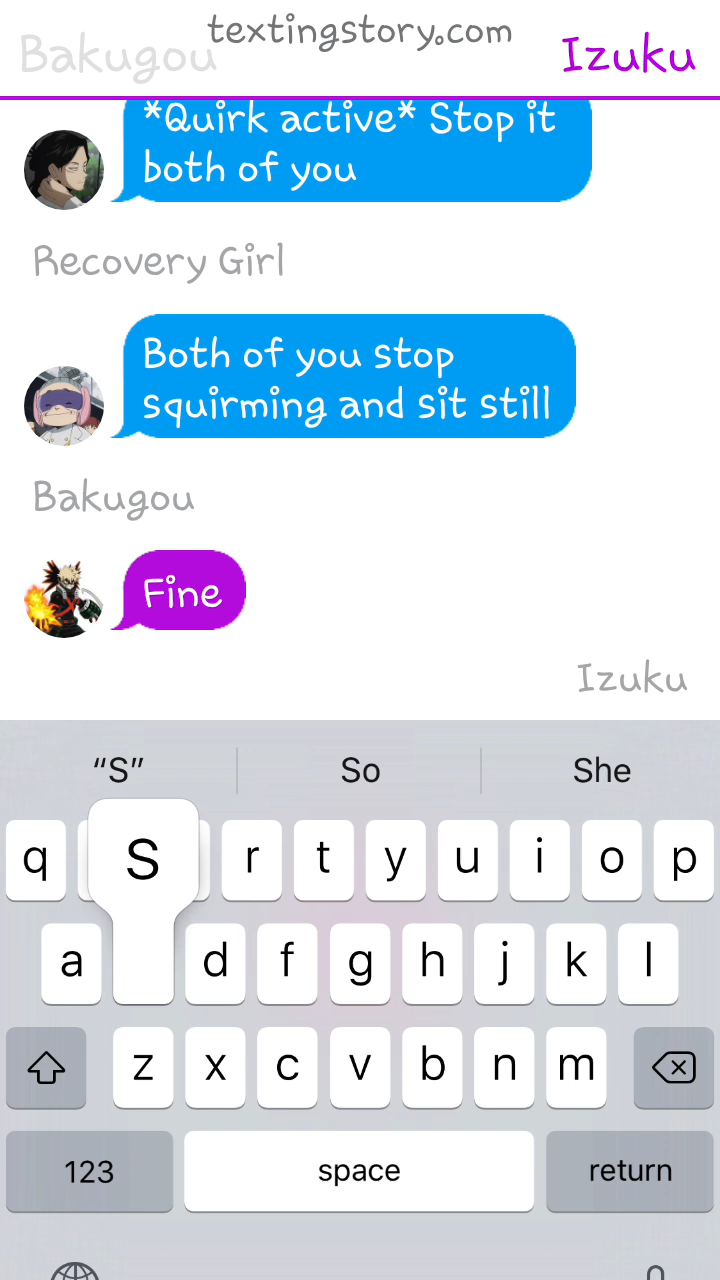 textingstory.com
Bakugou
Izuku
*Quirk active* Stop it
both of you
Recovery Girl
Both of you stop
squirming and sit still
Bakugou
Fine
Izuku
“S” So She
q S r t y u i o p
a d f g h j k l
z x c v b n m
123 space return